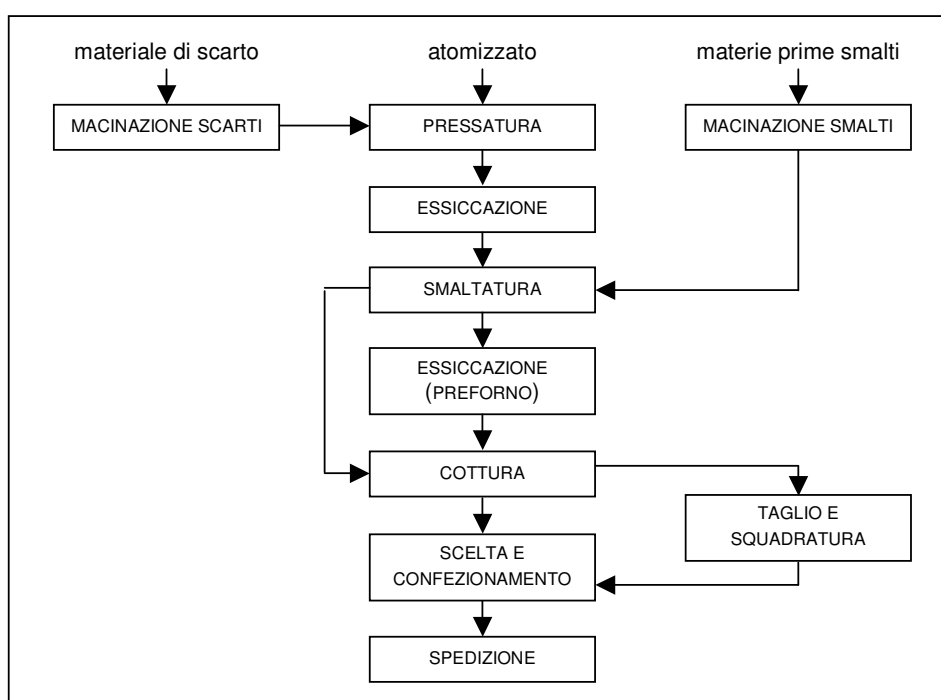 materiale di scarto
atomizzato
materie prime smalti
MACINAZIONE SCARTI
PRESSATURA
MACINAZIONE SMALTI
ESSICCAZIONE
SMALTATURA
ESSICCAZIONE
(PREFORNO)
COTTURA
TAGLIO E
SQUADRATURA
SCELTA E
CONFEZIONAMENTO
SPEDIZIONE